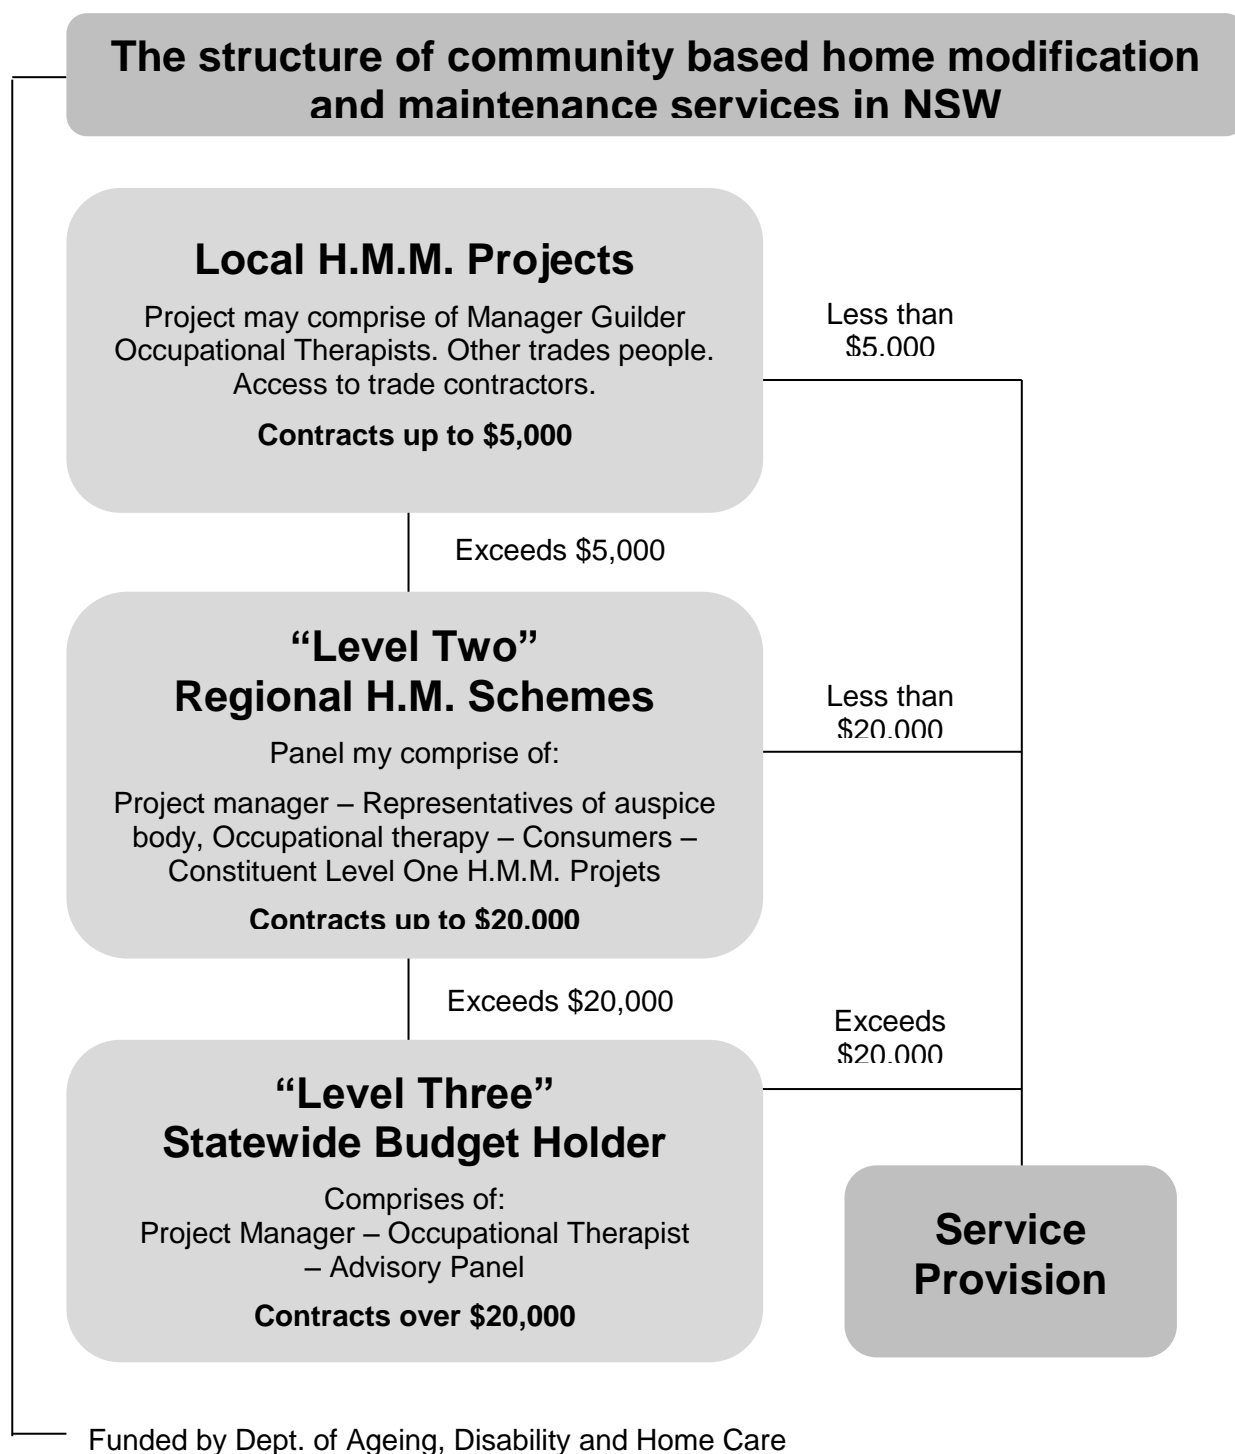 The structure of community based home modification
and maintenance services in NSW
Local H.M.M. Projects
Project may comprise of Manager Guilder
Occupational Therapists. Other trades people.
Access to trade contractors.
Contracts up to $5,000
Less than
$5,000
Exceeds $5,000
“Level Two”
Regional H.M. Schemes
Panel my comprise of:
Project manager – Representatives of auspice
body, Occupational therapy – Consumers –
Constituent Level One H.M.M. Projets
Contracts up to $20,000
Less than
$20,000
Exceeds $20,000
Exceeds
$20,000
“Level Three”
Statewide Budget Holder
Comprises of:
Project Manager – Occupational Therapist
– Advisory Panel
Contracts over $20,000
Service
Provision
Funded by Dept. of Ageing, Disability and Home Care